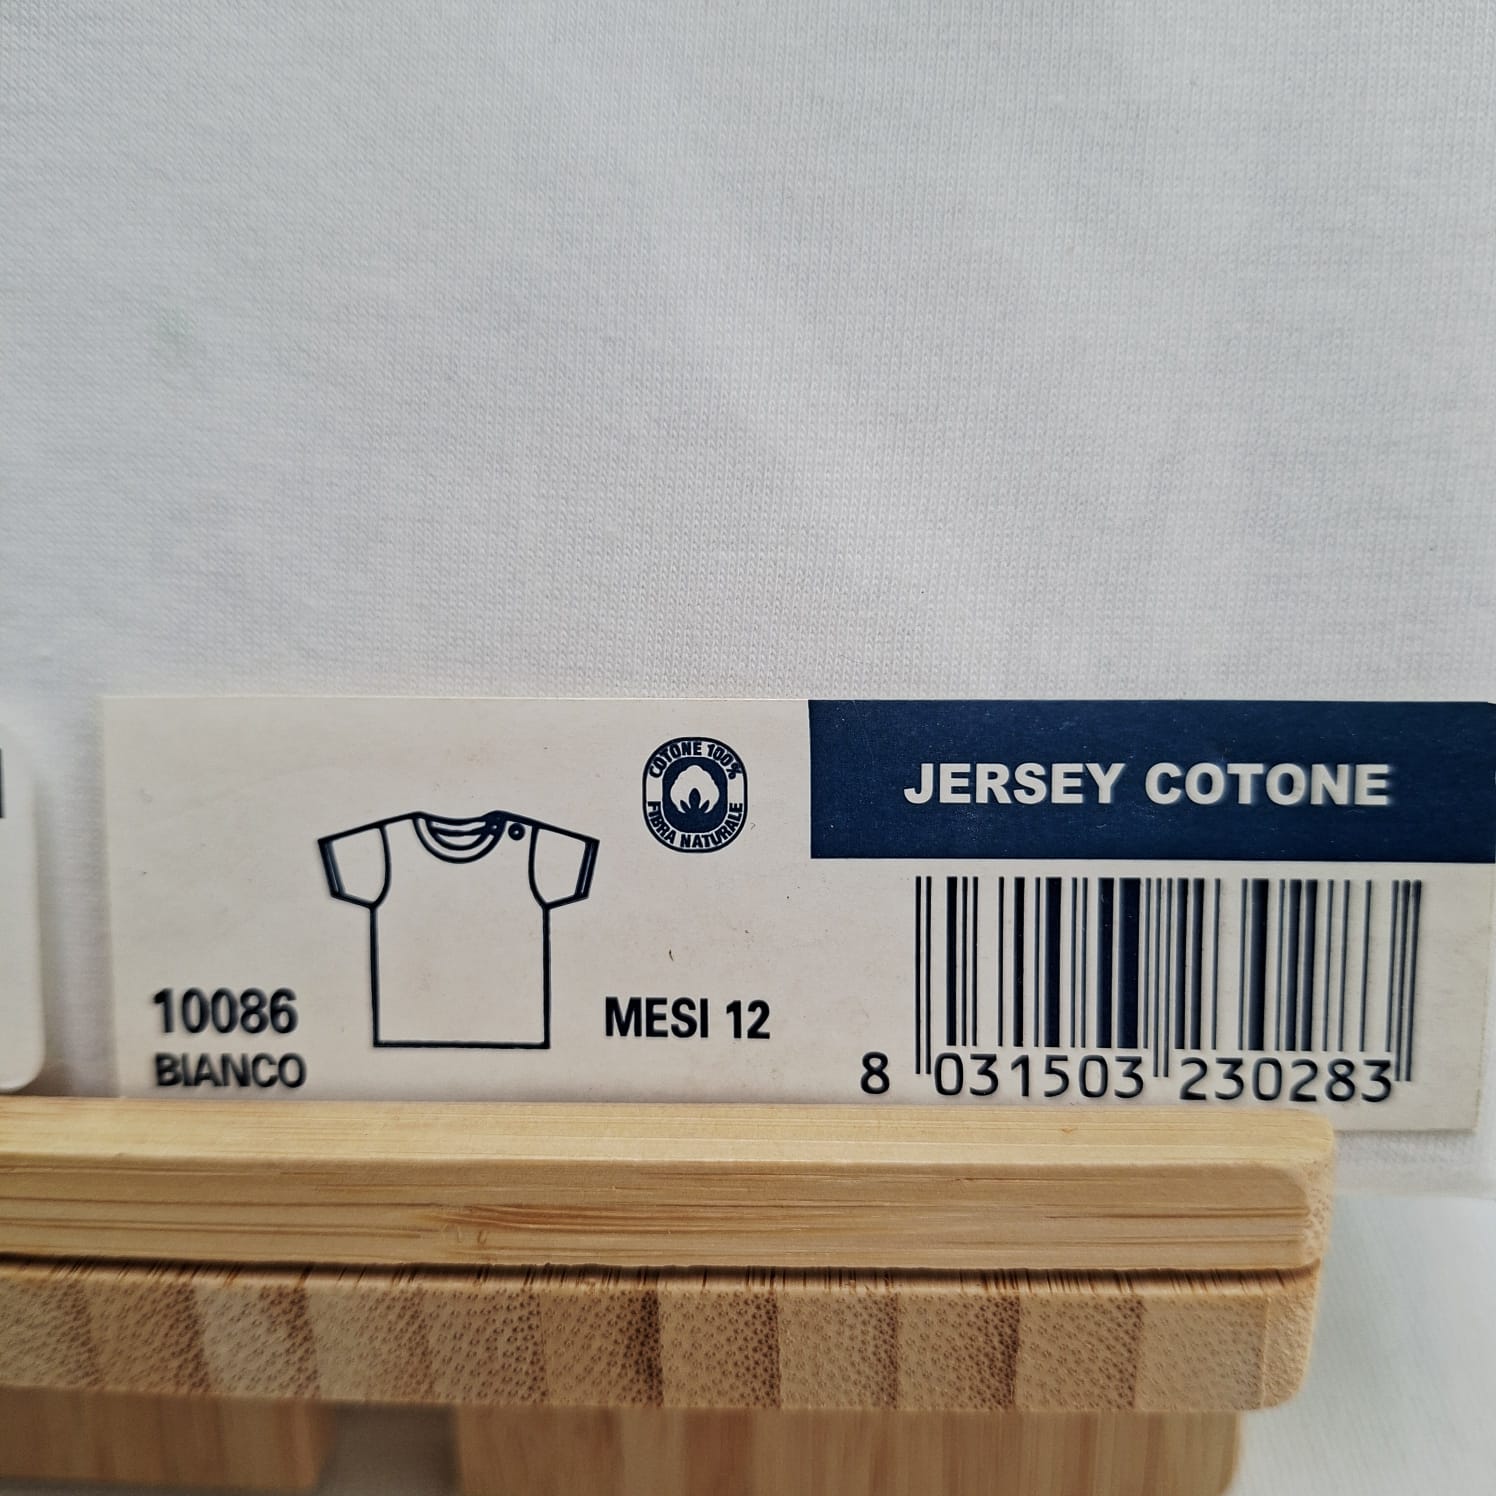 COTONE 100%
FIBRA NATURALE
JERSEY COTONE
10086
BIANCO
MESI 12
8 031503 230283